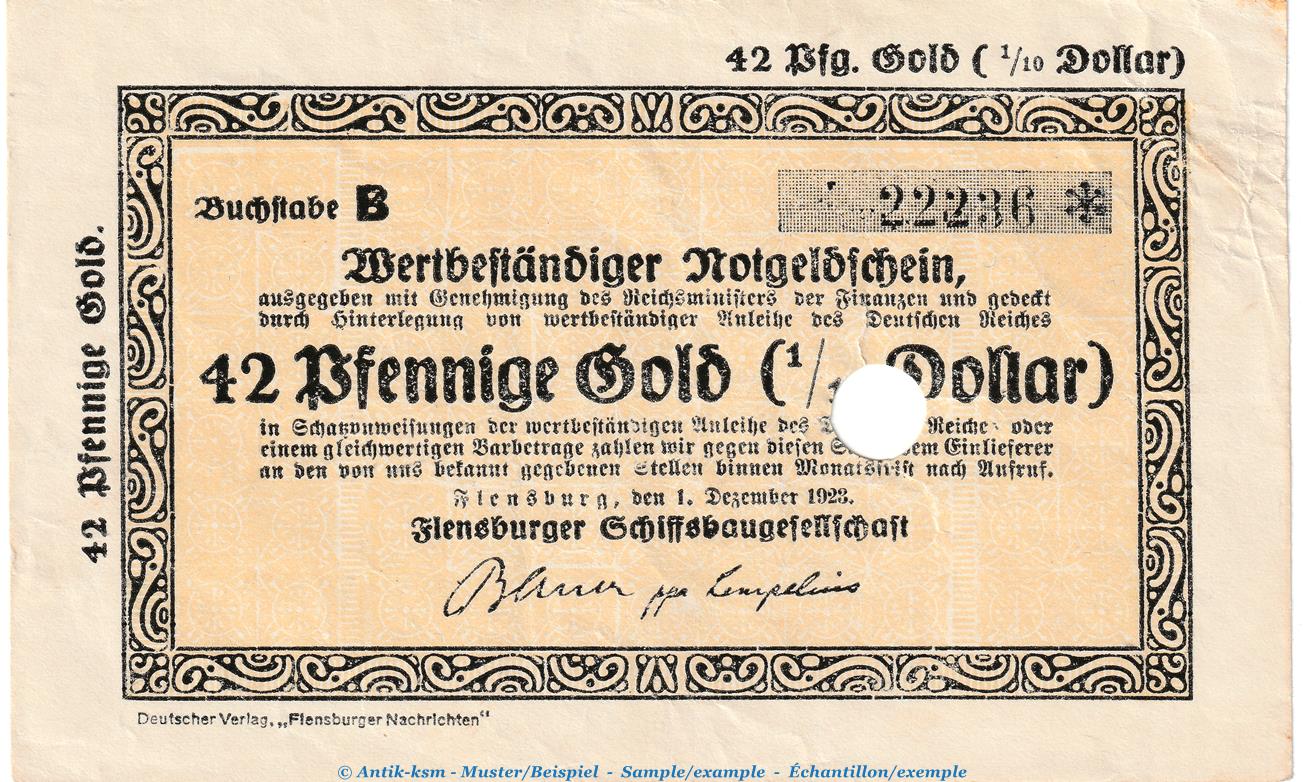 42 Pfg. Gold ( 1/10 Dollar)
42 Pfennige Gold.
Buchstabe B
22236 *
Wertbeständiger Notgeldschein,
ausgegeben mit Genehmigung des Reichsministers der Finanzen und gedeckt
durch Hinterlegung von wertbeständiger Anleihe des Deutschen Reiches
42 Pfennige Gold (1/ Dollar)
in Schatzanweisungen der wertbeständigen Anleihe des Reiches oder
einem gleichwertigen Barbetrage zahlen wir gegen diesen dem Einlieferer
an den von uns bekannt gegebenen Stellen binnen Monatsfrist nach Aufruf.
Flensburg, den 1. Dezember 1923.
Flensburger Schiffsbaugesellschaft
ppa Lempelius
Deutscher Verlag, „Flensburger Nachrichten“
© Antik-ksm - Muster/Beispiel - Sample/example - Échantillon/exemple